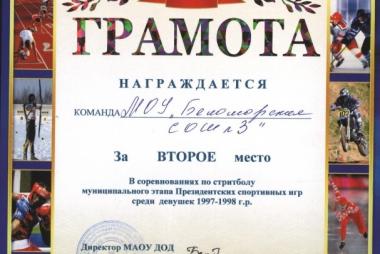 ГРАМОТА
НАГРАЖДАЕТСЯ
КОМАНДА МОУ „Беломорская
СОШ №3"
За ВТОРОЕ место
В соревнованиях по стритболу
муниципального этапа Президентских спортивных игр
среди девушек 1997-1998 г.р.
Директор МАОУ ДОД